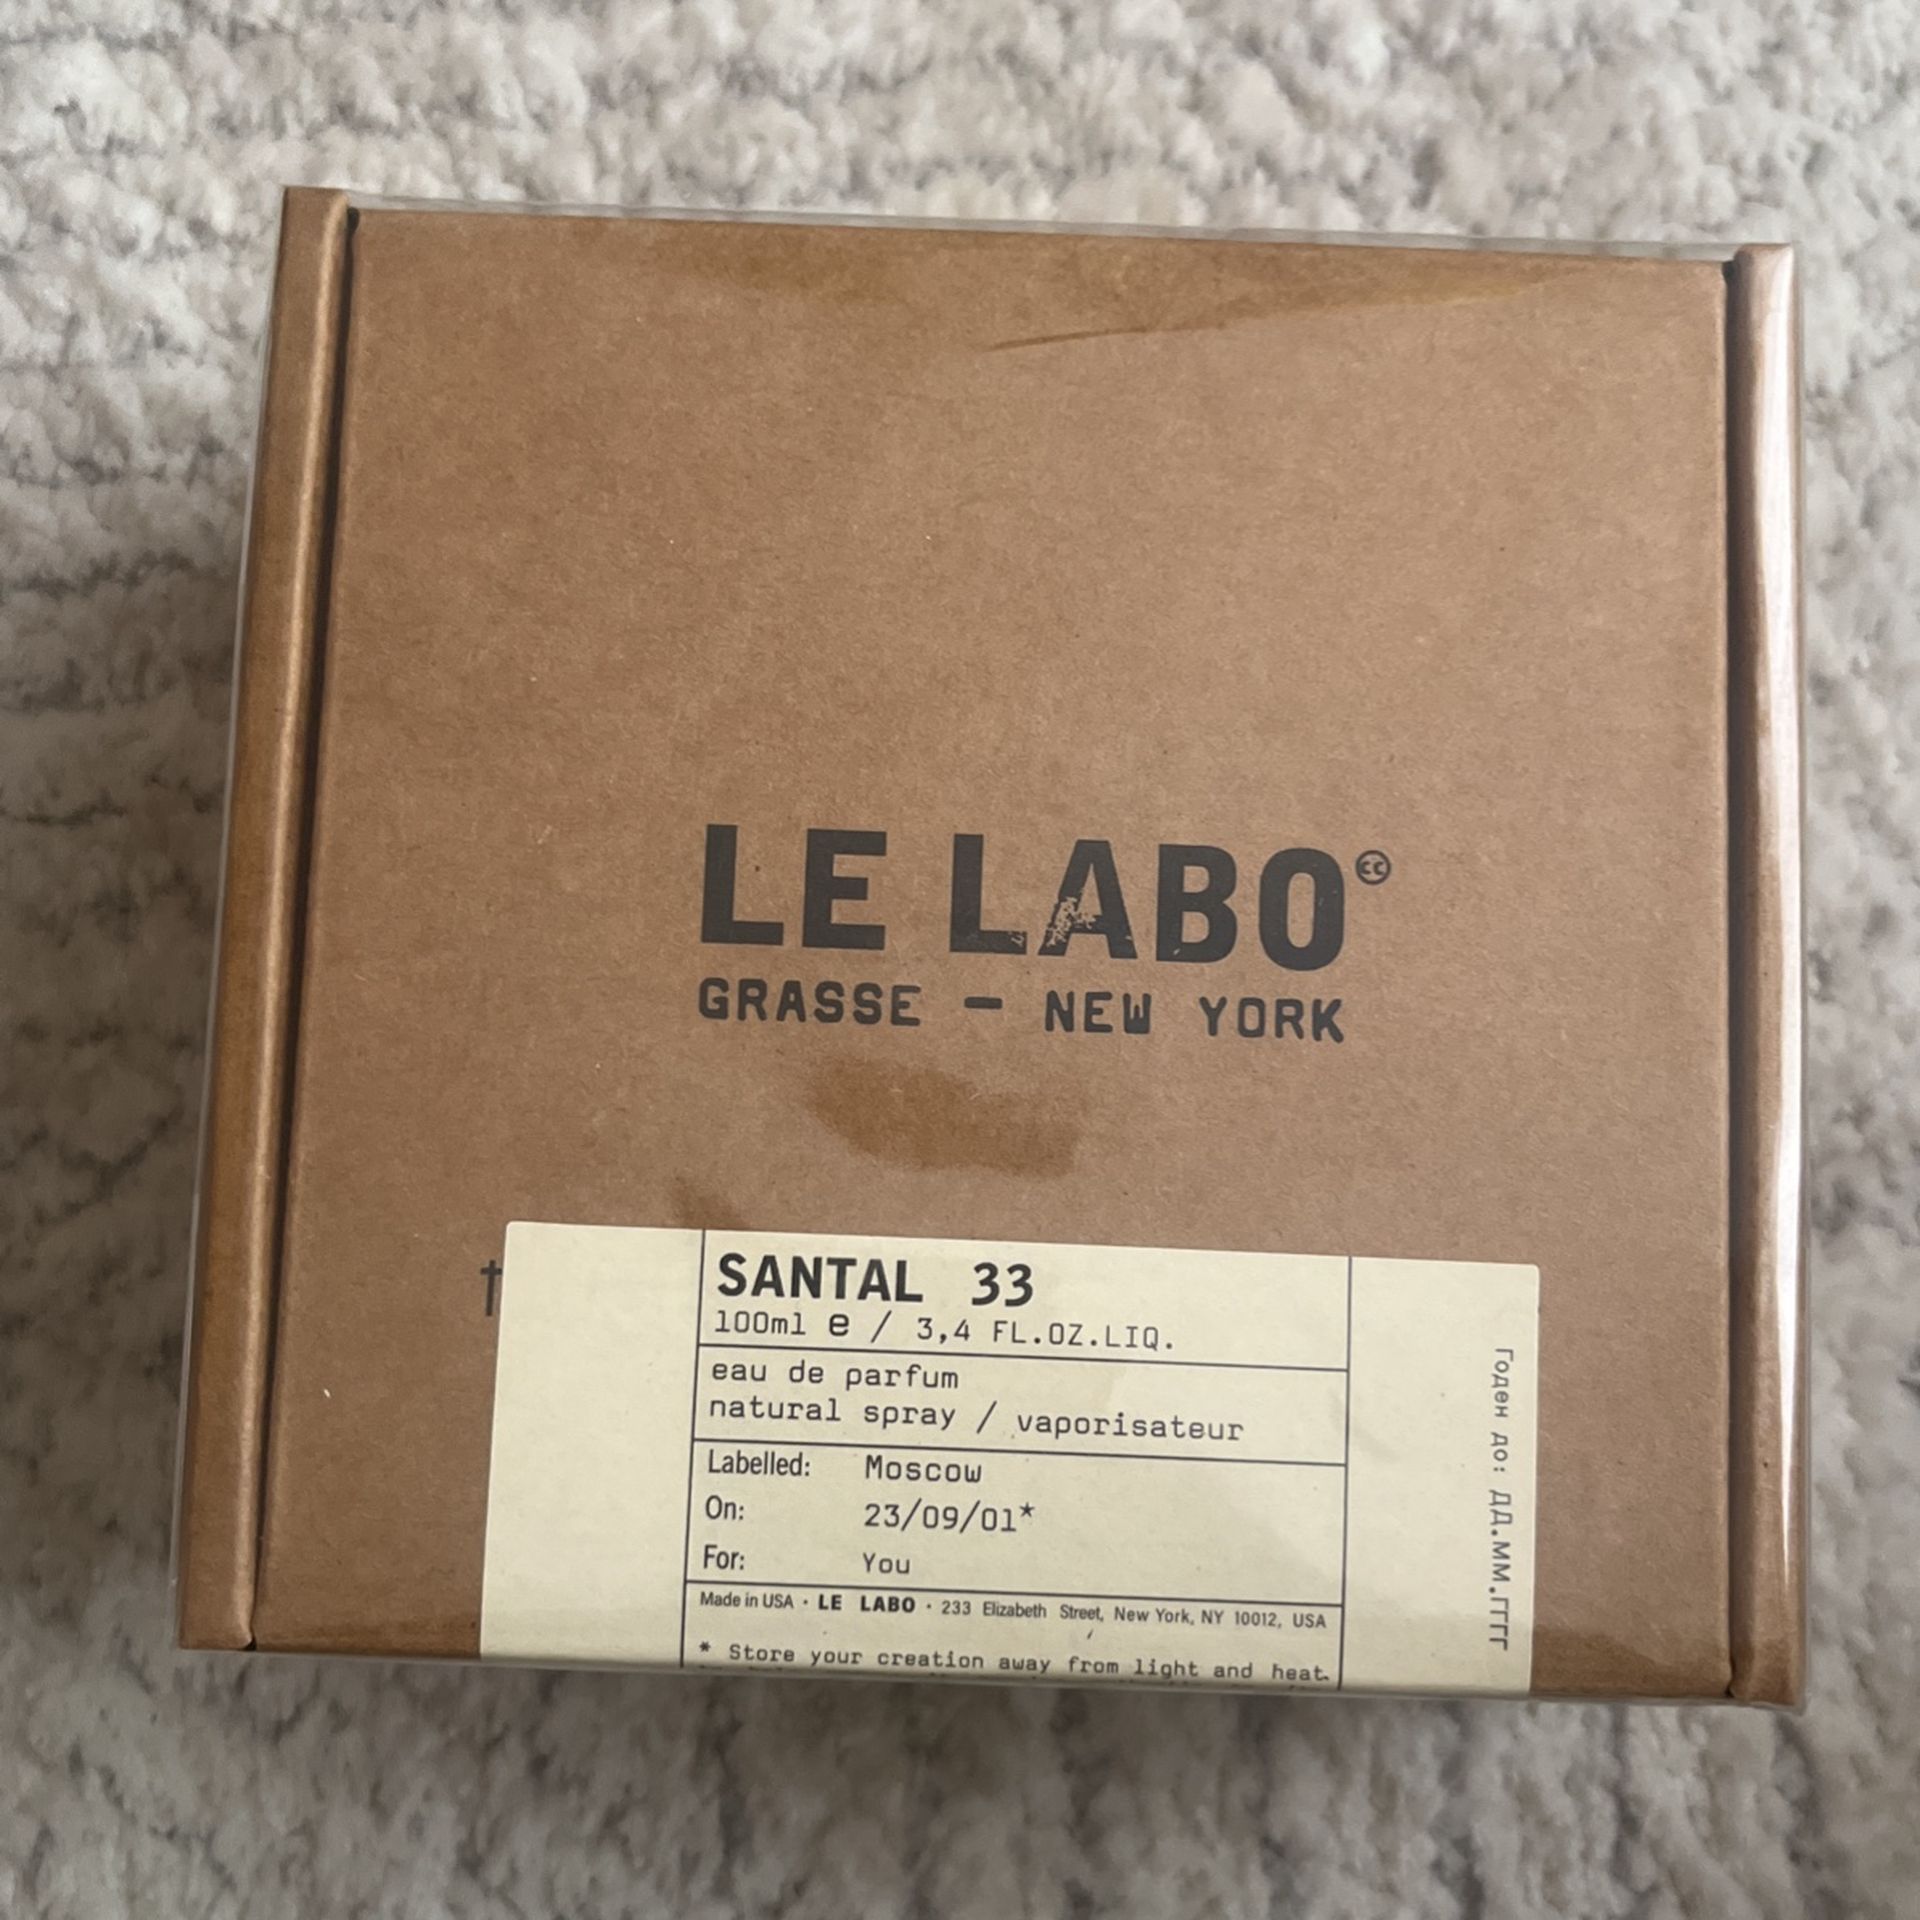 LE LABO
GRASSE — NEW YORK
SANTAL 33
100ml e / 3,4 FL.OZ.LIQ.
eau de parfum
natural spray / vaporisateur
Labelled: Moscow
On: 23/09/01*
For: You
Made in USA · LE LABO · 233 Elizabeth Street, New York, NY 10012, USA
* Store your creation away from light and heat.
Годен до: ДД.ММ.ГГГГ